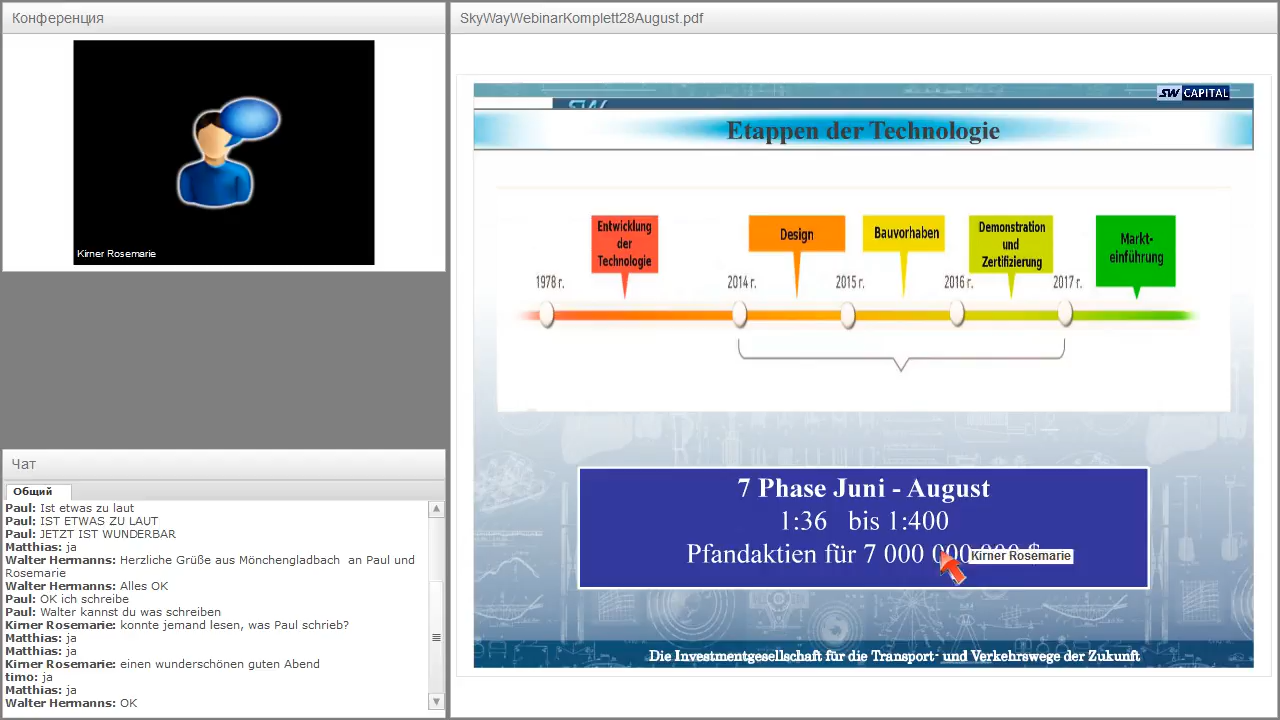 Конференция
Kirner Rosemarie
Чат
Общий
Paul: Ist etwas zu laut
Paul: IST ETWAS ZU LAUT
Paul: JETZT IST WUNDERBAR
Matthias: ja
Walter Hermanns: Herzliche Grüße aus Mönchengladbach an Paul und
Rosemarie
Walter Hermanns: Alles OK
Paul: OK ich schreibe
Paul: Walter kannst du was schreiben
Kirner Rosemarie: konnte jemand lesen, was Paul schrieb?
Matthias: ja
Matthias: ja
Kirner Rosemarie: einen wunderschönen guten Abend
timo: ja
Matthias: ja
Walter Hermanns: OK
SkyWayWebinarKomplett28August.pdf
SW CAPITAL
SW
Etappen der Technologie
Entwicklung
der
Technologie
Design
Bauvorhaben
Demonstration
und
Zertifizierung
Markt-
einführung
1978 г. 2014 г. 2015 г. 2016 г. 2017 г.
7 Phase Juni - August
1:36 bis 1:400
Pfandaktien für 7 000 000 $
Kirner Rosemarie
Die Investmentgesellschaft für die Transport- und Verkehrswege der Zukunft